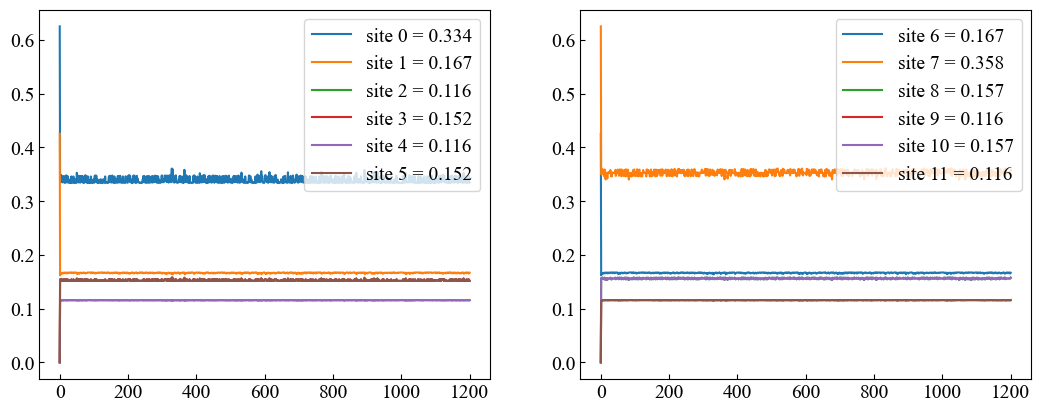 0.6
0.5
0.4
0.3
0.2
0.1
0.0
0 200 400 600 800 1000 1200
site 0 = 0.334
site 1 = 0.167
site 2 = 0.116
site 3 = 0.152
site 4 = 0.116
site 5 = 0.152
0.6
0.5
0.4
0.3
0.2
0.1
0.0
0 200 400 600 800 1000 1200
site 6 = 0.167
site 7 = 0.358
site 8 = 0.157
site 9 = 0.116
site 10 = 0.157
site 11 = 0.116